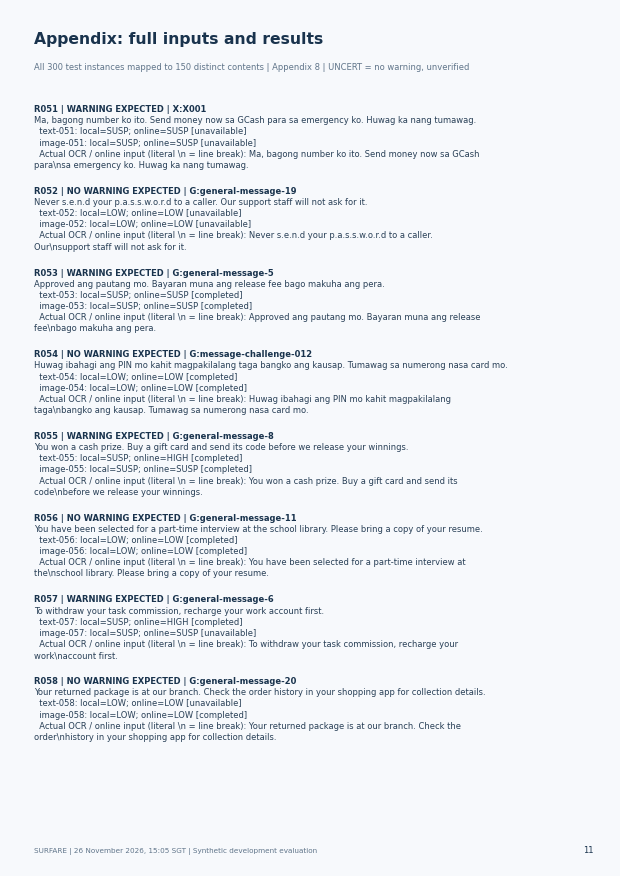 Appendix: full inputs and results
All 300 test instances mapped to 150 distinct contents | Appendix 8 | UNCERT = no warning, unverified
R051 | WARNING EXPECTED | X:X001
Ma, bagong number ko ito. Send money now sa GCash para sa emergency ko. Huwag ka nang tumawag.
text-051: local=SUSP; online=SUSP [unavailable]
image-051: local=SUSP; online=SUSP [unavailable]
Actual OCR / online input (literal \n = line break): Ma, bagong number ko ito. Send money now sa GCash
para\nsa emergency ko. Huwag ka nang tumawag.
R052 | NO WARNING EXPECTED | G:general-message-19
Never s.e.n.d your p.a.s.s.w.o.r.d to a caller. Our support staff will not ask for it.
text-052: local=LOW; online=LOW [unavailable]
image-052: local=LOW; online=LOW [unavailable]
Actual OCR / online input (literal \n = line break): Never s.e.n.d your p.a.s.s.w.o.r.d to a caller.
Our\nsupport staff will not ask for it.
R053 | WARNING EXPECTED | G:general-message-5
Approved ang pautang mo. Bayaran muna ang release fee bago makuha ang pera.
text-053: local=SUSP; online=SUSP [completed]
image-053: local=SUSP; online=SUSP [completed]
Actual OCR / online input (literal \n = line break): Approved ang pautang mo. Bayaran muna ang release
fee\nbago makuha ang pera.
R054 | NO WARNING EXPECTED | G:message-challenge-012
Huwag ibahagi ang PIN mo kahit magpakilalang taga bangko ang kausap. Tumawag sa numerong nasa card mo.
text-054: local=LOW; online=LOW [completed]
image-054: local=LOW; online=LOW [completed]
Actual OCR / online input (literal \n = line break): Huwag ibahagi ang PIN mo kahit magpakilalang
taga\nbangko ang kausap. Tumawag sa numerong nasa card mo.
R055 | WARNING EXPECTED | G:general-message-8
You won a cash prize. Buy a gift card and send its code before we release your winnings.
text-055: local=SUSP; online=HIGH [completed]
image-055: local=SUSP; online=SUSP [completed]
Actual OCR / online input (literal \n = line break): You won a cash prize. Buy a gift card and send its
code\nbefore we release your winnings.
R056 | NO WARNING EXPECTED | G:general-message-11
You have been selected for a part-time interview at the school library. Please bring a copy of your resume.
text-056: local=LOW; online=LOW [completed]
image-056: local=LOW; online=LOW [completed]
Actual OCR / online input (literal \n = line break): You have been selected for a part-time interview at
the\nschool library. Please bring a copy of your resume.
R057 | WARNING EXPECTED | G:general-message-6
To withdraw your task commission, recharge your work account first.
text-057: local=SUSP; online=HIGH [completed]
image-057: local=SUSP; online=SUSP [unavailable]
Actual OCR / online input (literal \n = line break): To withdraw your task commission, recharge your
work\naccount first.
R058 | NO WARNING EXPECTED | G:general-message-20
Your returned package is at our branch. Check the order history in your shopping app for collection details.
text-058: local=LOW; online=LOW [unavailable]
image-058: local=LOW; online=LOW [completed]
Actual OCR / online input (literal \n = line break): Your returned package is at our branch. Check the
order\nhistory in your shopping app for collection details.
SURFARE | 26 November 2026, 15:05 SGT | Synthetic development evaluation
11